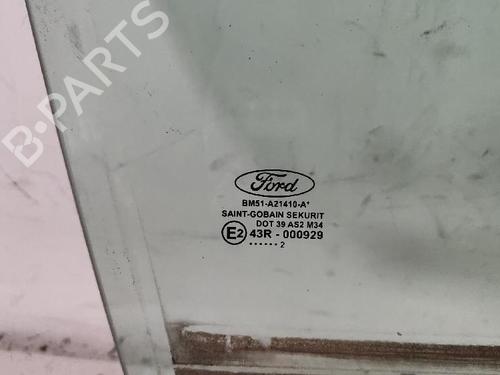 B-PARTS
Ford
BM51-A21410-A+
SAINT-GOBAIN SEKURIT
DOT 39 AS2 M34
E2 43R - 000929
...... 2